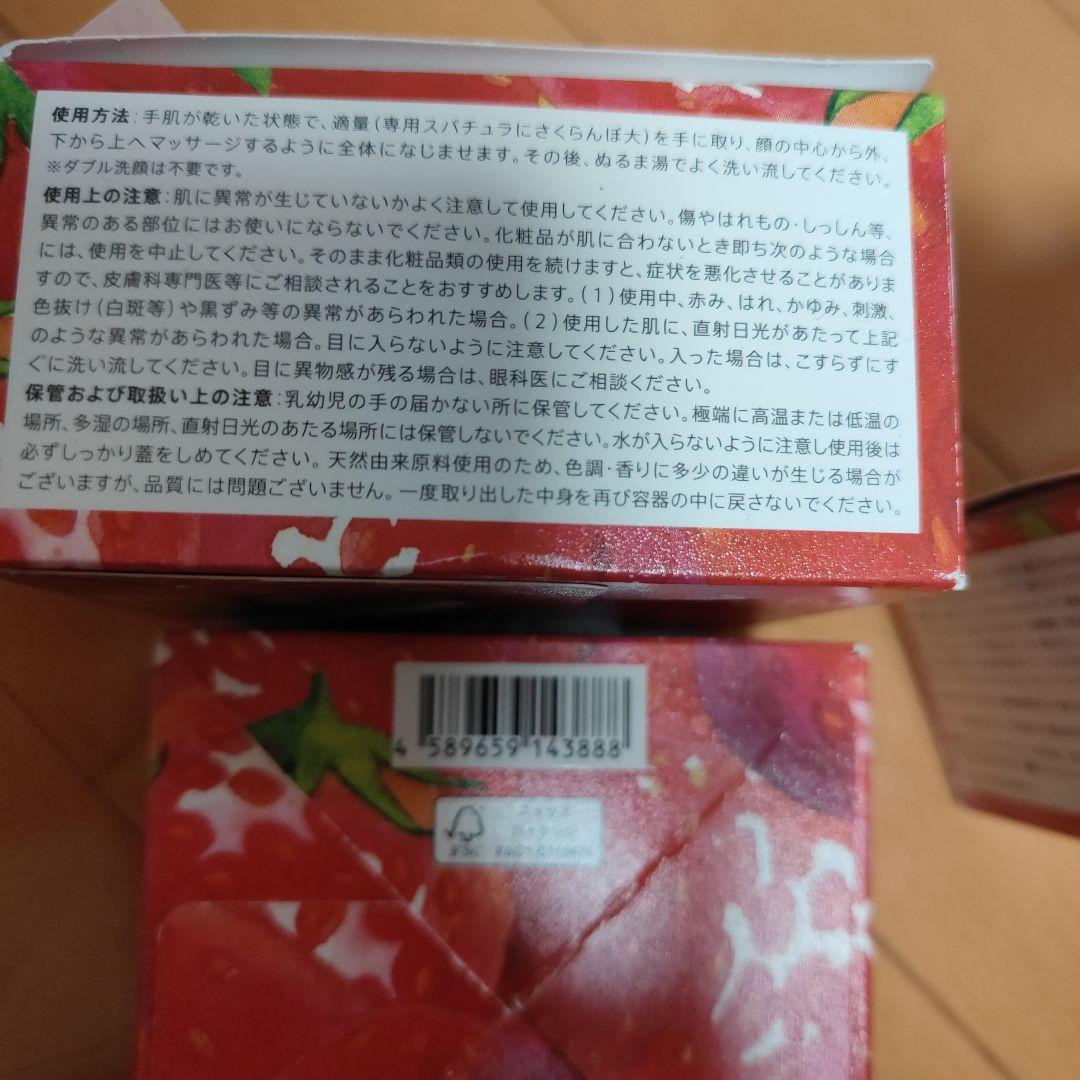 使用方法：手肌が乾いた状態で、適量(専用スパチュラにさくらんぼ大)を手に取り、顔の中心から外、
下から上へマッサージするように全体になじませます。その後、ぬるま湯でよく洗い流してください。
※ダブル洗顔は不要です。
使用上の注意：肌に異常が生じていないかよく注意して使用してください。傷やはれもの・しっしん等、
異常のある部位にはお使いにならないでください。化粧品が肌に合わないとき即ち次のような場合
には、使用を中止してください。そのまま化粧品類の使用を続けますと、症状を悪化させることがありま
すので、皮膚科専門医等にご相談されることをおすすめします。(1)使用中、赤み、はれ、かゆみ、刺激、
色抜け(白斑等)や黒ずみ等の異常があらわれた場合。(2)使用した肌に、直射日光があたって上記
のような異常があらわれた場合。目に入らないように注意してください。入った場合は、こすらずにす
ぐに洗い流してください。目に異物感が残る場合は、眼科医にご相談ください。
保管および取扱い上の注意：乳幼児の手の届かない所に保管してください。極端に高温または低温の
場所、多湿の場所、直射日光のあたる場所には保管しないでください。水が入らないように注意し使用後は
必ずしっかり蓋をしめてください。天然由来原料使用のため、色調・香りに多少の違いが生じる場合が
ございますが、品質には問題ございません。一度取り出した中身を再び容器の中に戻さないでください。
4 589659 143888
FSC
ミックス